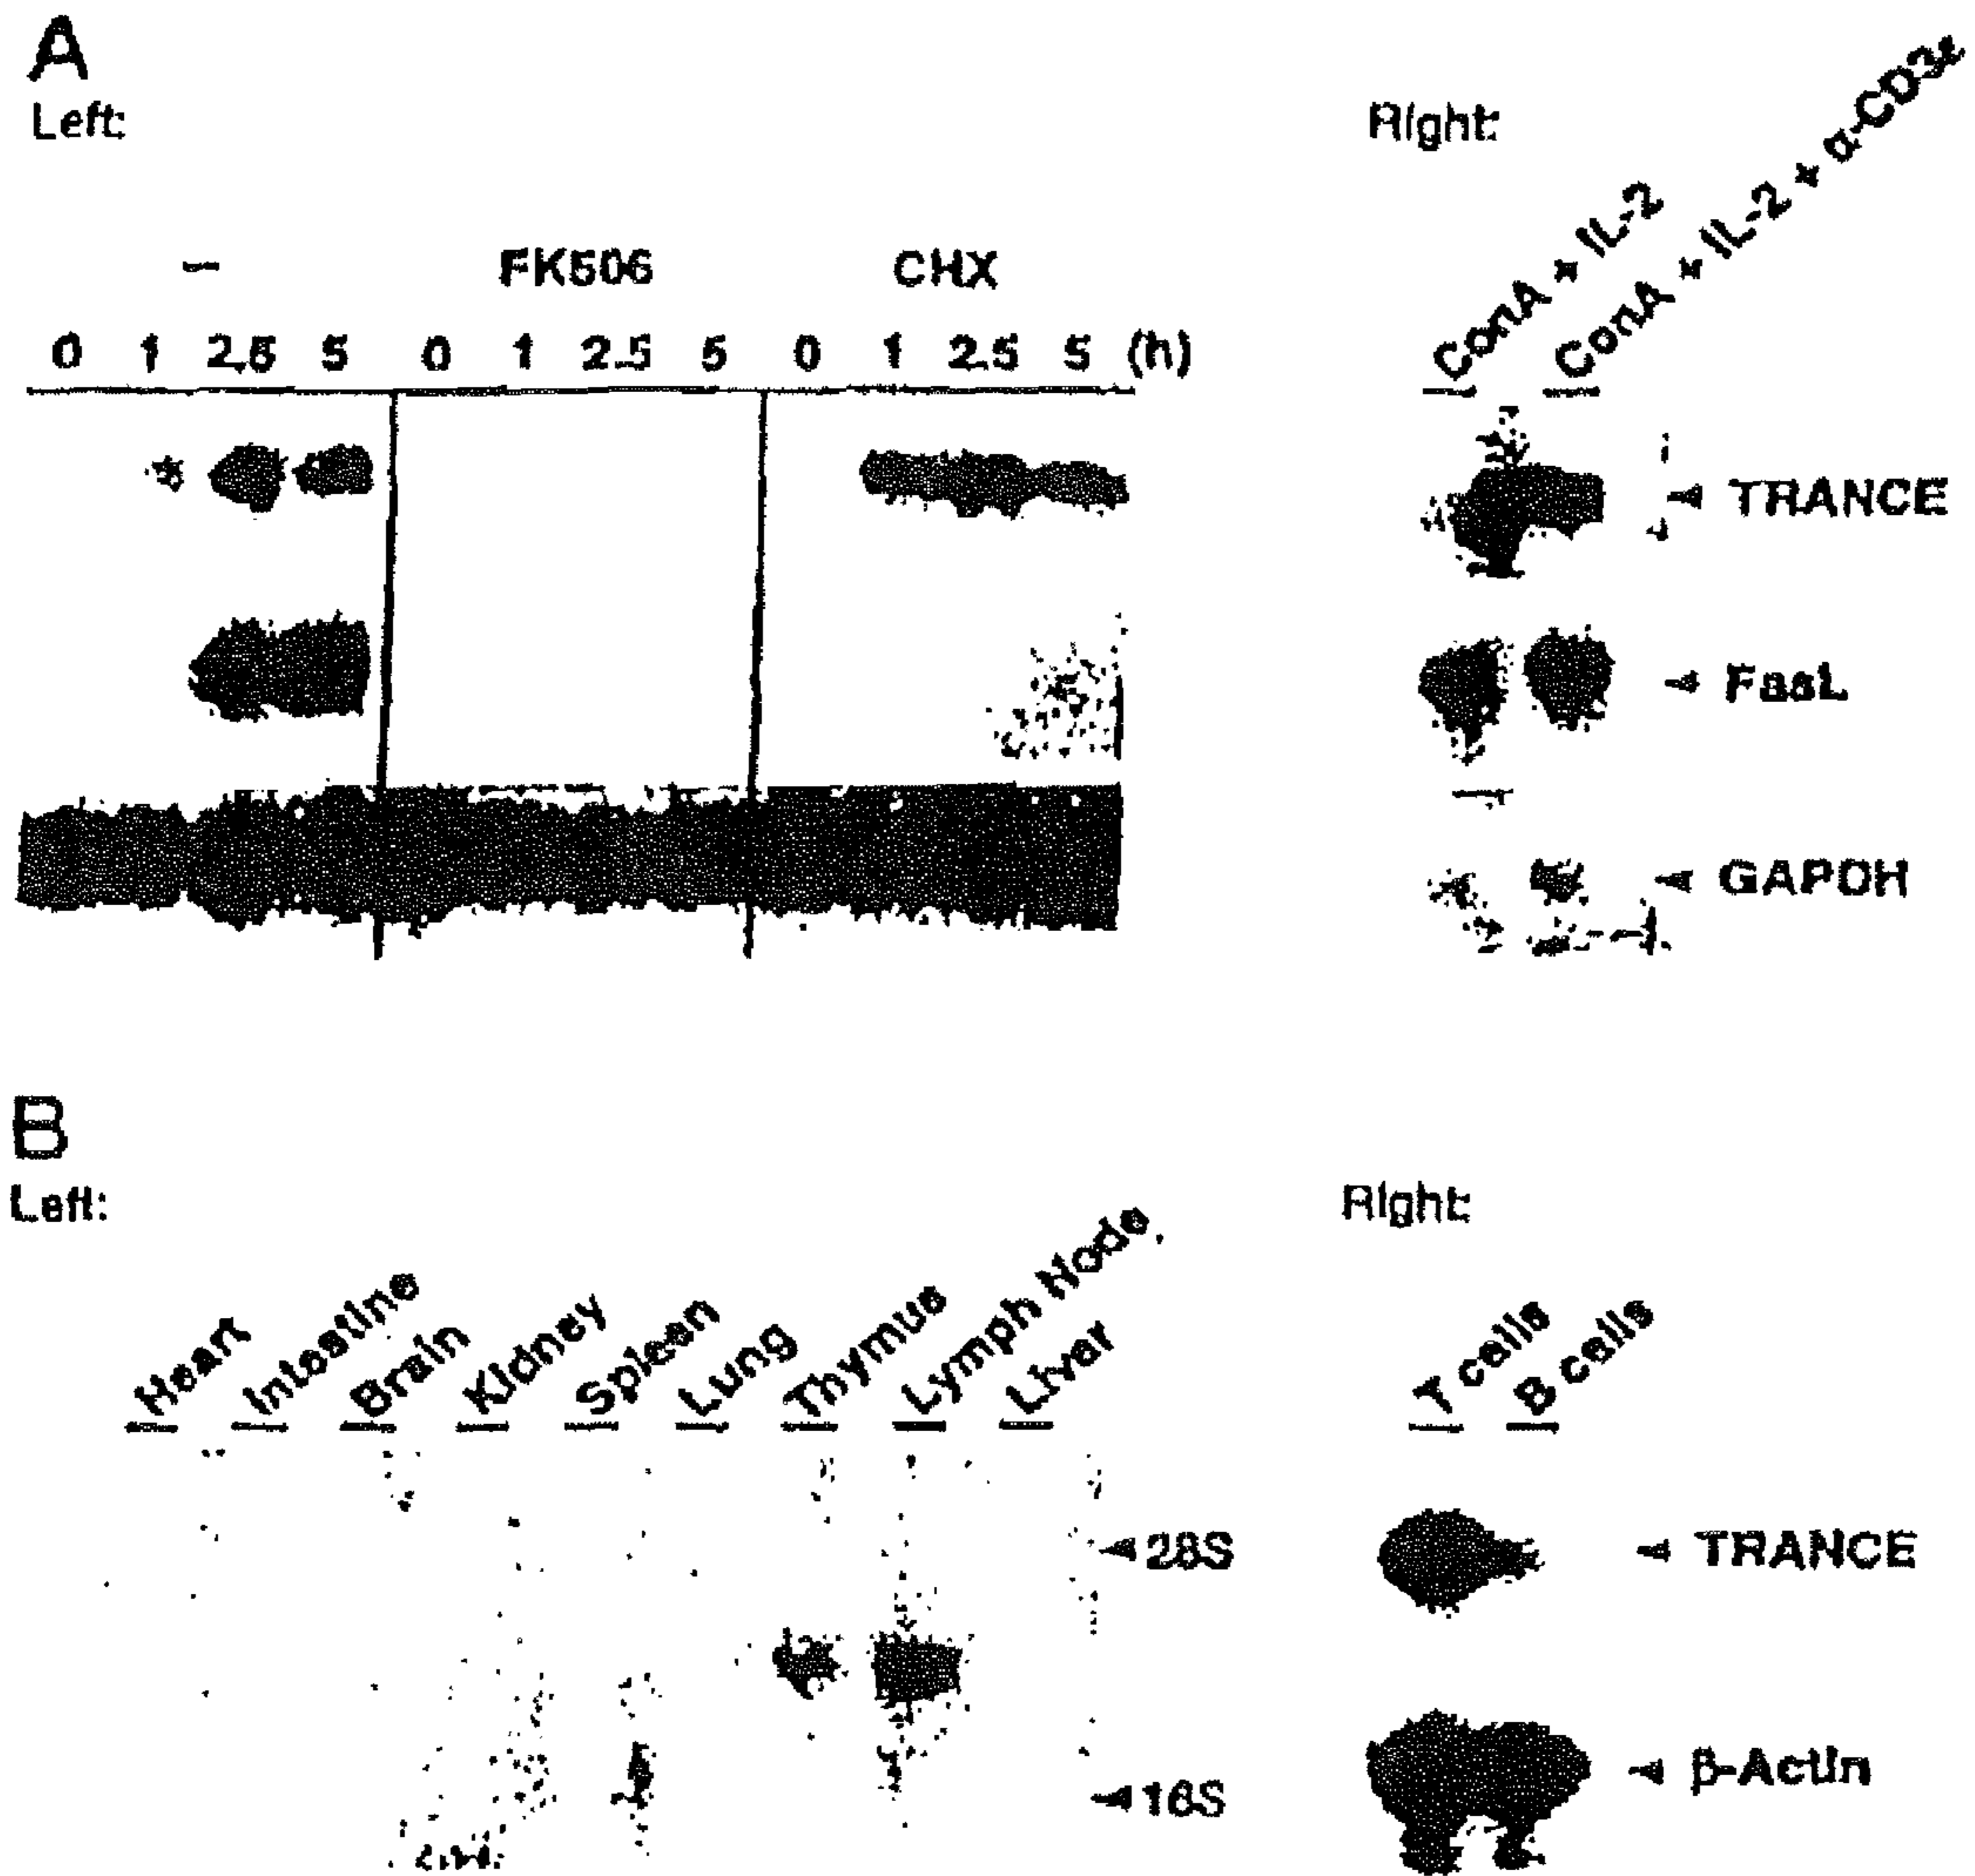 A
Left:
Right:
– FK506 CHX
0 1 2.5 5 0 1 2.5 5 0 1 2.5 5 (h)
ConA + IL-2
ConA + IL-2 + α-CD3ε
TRANCE
FasL
GAPDH
B
Left:
Right:
Heart
Intestine
Brain
Kidney
Spleen
Lung
Thymus
Lymph Node
Liver
T cells
B cells
28S
16S
TRANCE
β-Actin